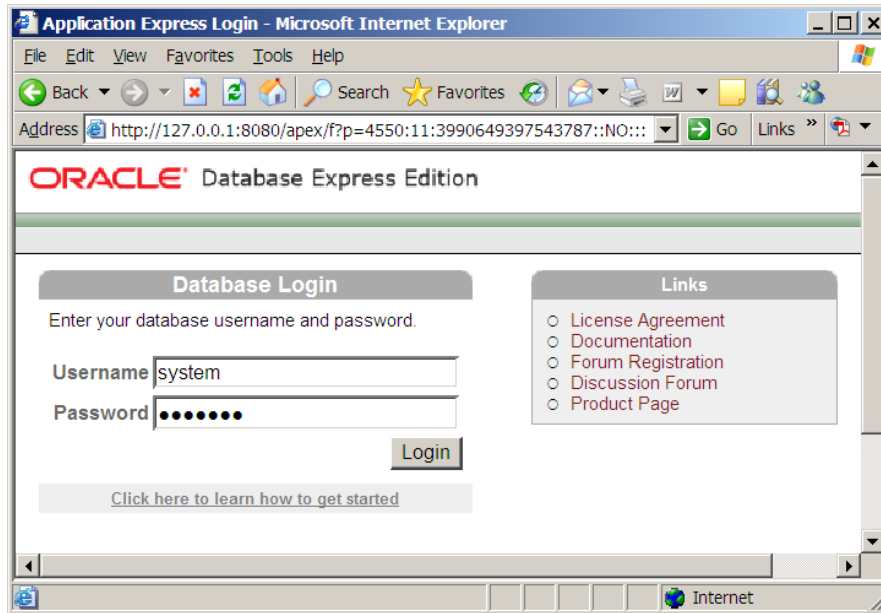 Application Express Login - Microsoft Internet Explorer
File Edit View Favorites Tools Help
Back Search Favorites
Address http://127.0.0.1:8080/apex/f?p=4550:11:3990649397543787::NO::: Go Links »
ORACLE Database Express Edition
Database Login
Enter your database username and password.
Username system
Password •••••••
Login
Click here to learn how to get started
Links
License Agreement
Documentation
Forum Registration
Discussion Forum
Product Page
Internet